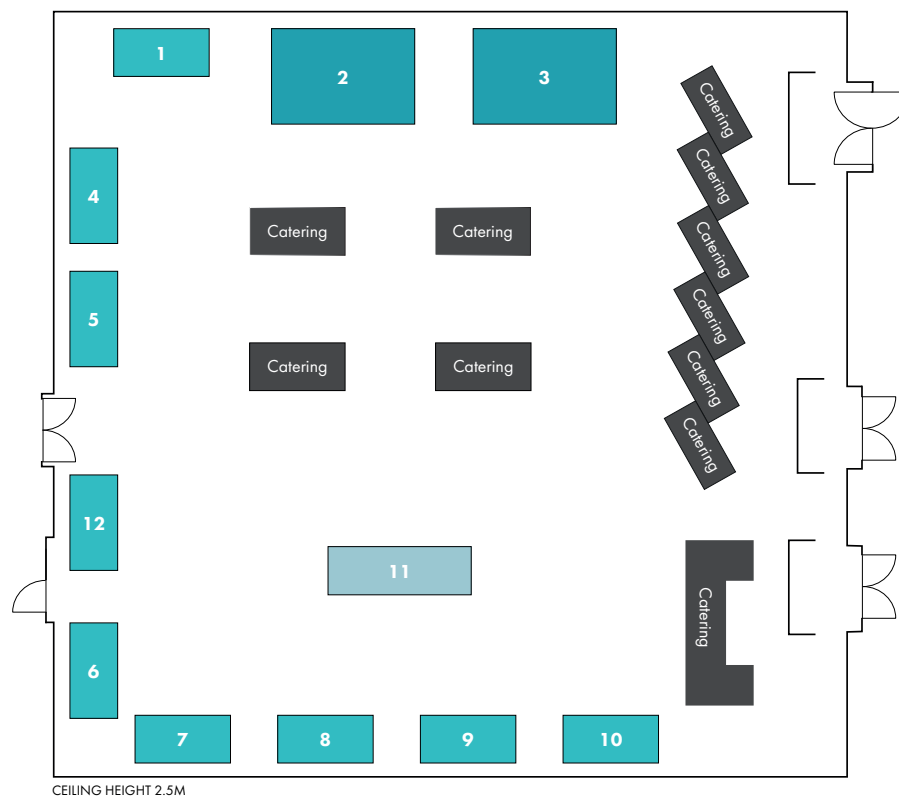 1
2
3
Catering
Catering
4
Catering
Catering
Catering
5
Catering
Catering
Catering
Catering
Catering
12
11
Catering
6
7
8
9
10
CEILING HEIGHT 2.5M